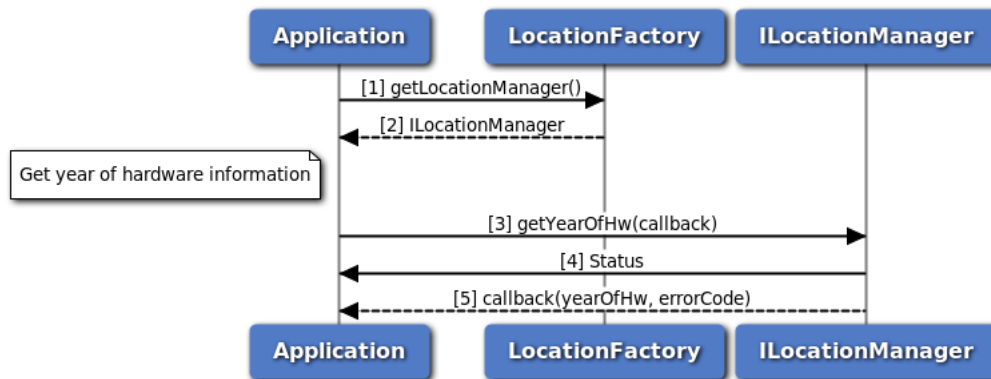 Application
LocationFactory
ILocationManager
[1] getLocationManager()
[2] ILocationManager
Get year of hardware information
[3] getYearOfHw(callback)
[4] Status
[5] callback(yearOfHw, errorCode)
Application
LocationFactory
ILocationManager